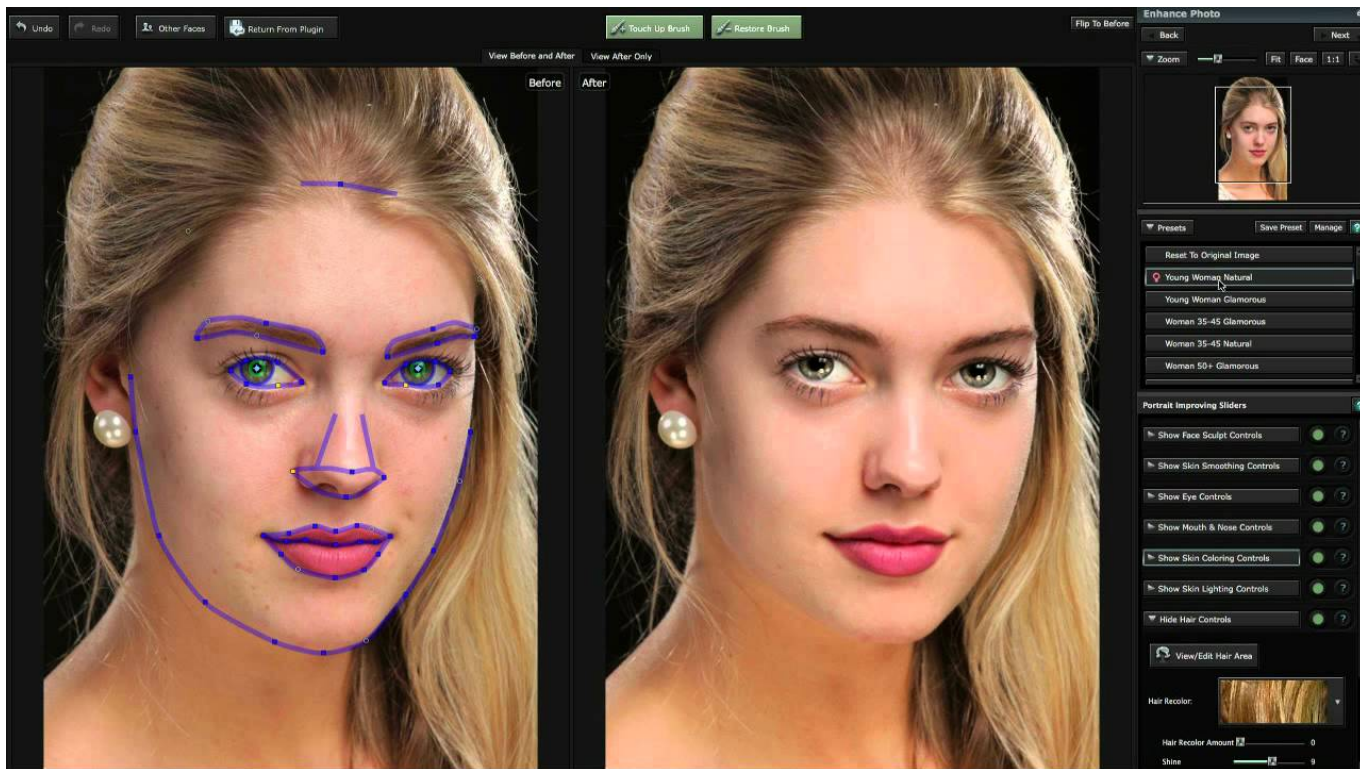 Undo
Redo
Other Faces
Return From Plugin
Touch Up Brush
Restore Brush
Flip To Before
View Before and After
View After Only
Before
After
Enhance Photo
Back
Next
Zoom
Fit
Face
1:1
Presets
Save Preset
Manage
?
Reset To Original Image
Young Woman Natural
Young Woman Glamorous
Woman 35-45 Glamorous
Woman 35-45 Natural
Woman 50+ Glamorous
Portrait Improving Sliders
?
Show Face Sculpt Controls ?
Show Skin Smoothing Controls ?
Show Eye Controls ?
Show Mouth & Nose Controls ?
Show Skin Coloring Controls ?
Show Skin Lighting Controls ?
Hide Hair Controls ?
View/Edit Hair Area
Hair Recolor:
Hair Recolor Amount 0
Shine 9